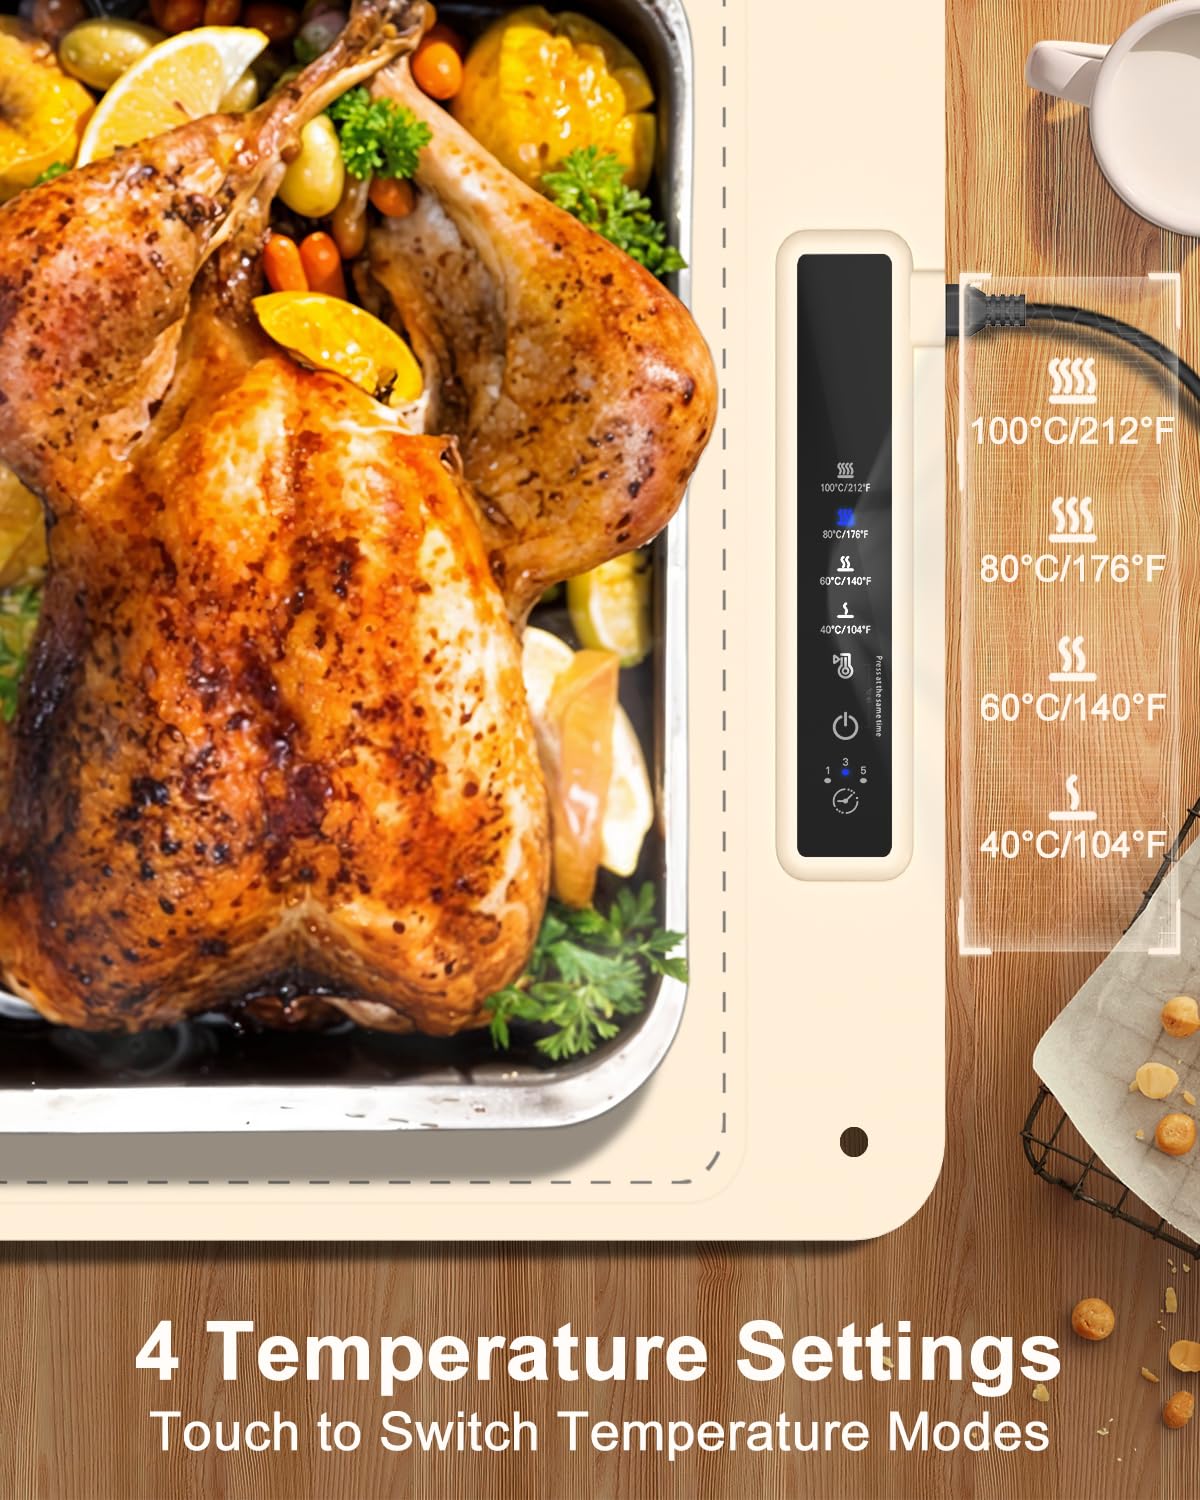 100°C/212°F
80°C/176°F
60°C/140°F
40°C/104°F
Press at the same time
1 3 5
100°C/212°F
80°C/176°F
60°C/140°F
40°C/104°F
4 Temperature Settings
Touch to Switch Temperature Modes